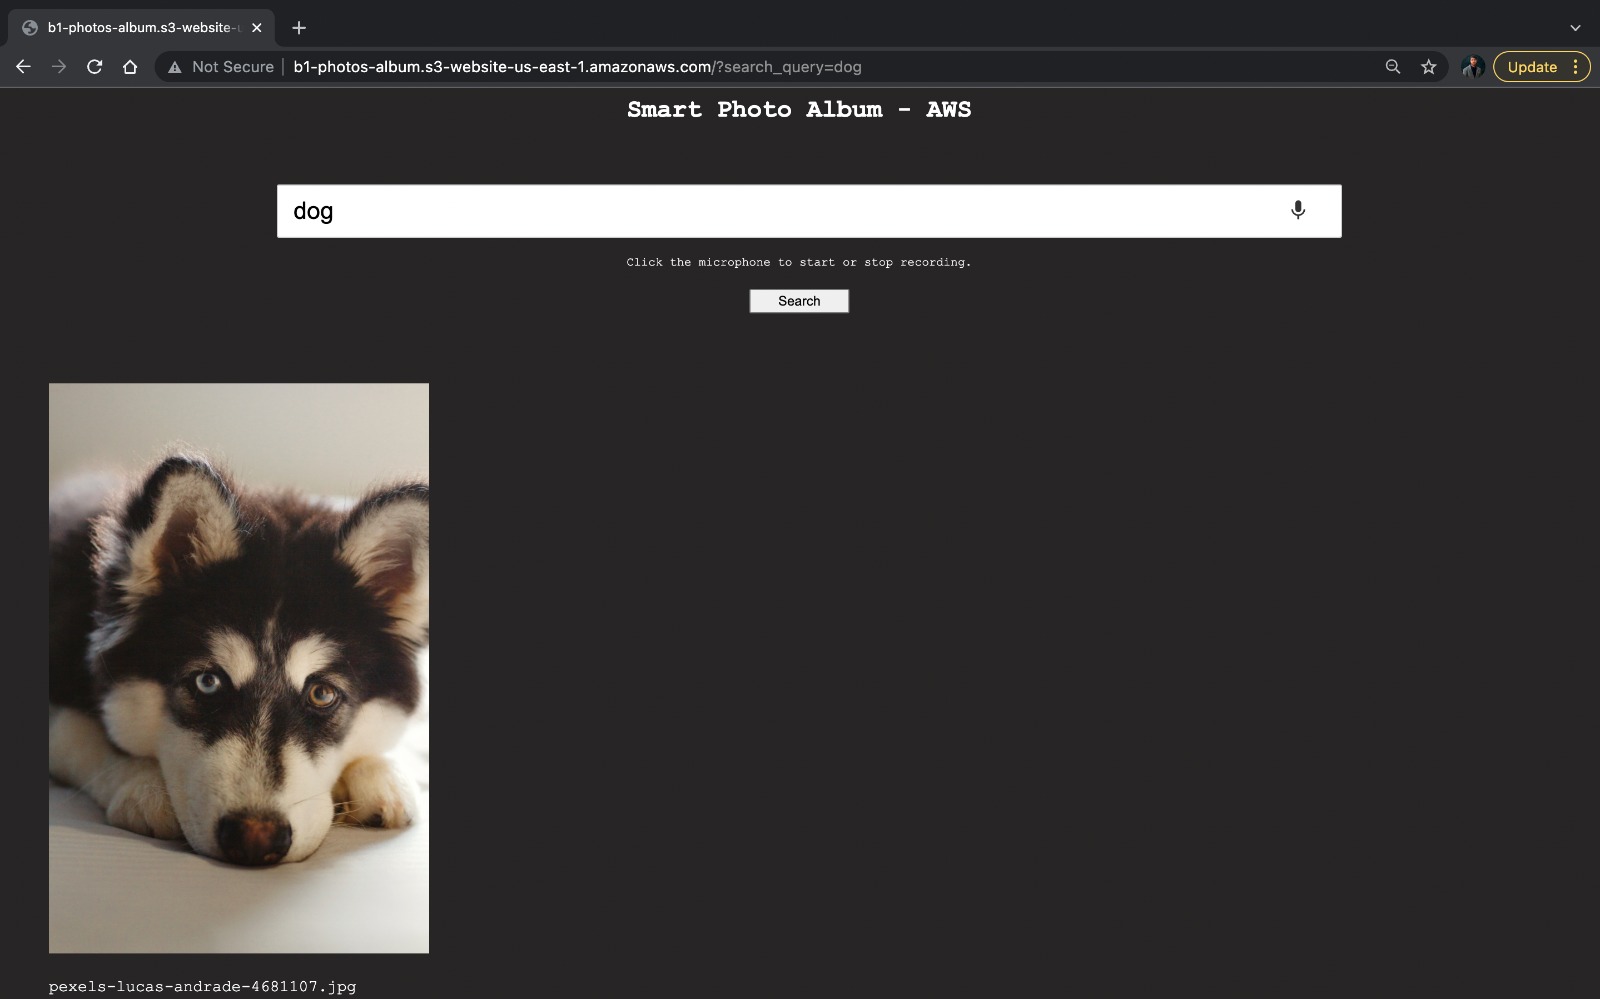 b1-photos-album.s3-website-u
Not Secure | b1-photos-album.s3-website-us-east-1.amazonaws.com/?search_query=dog
Update
Smart Photo Album - AWS
dog
Click the microphone to start or stop recording.
Search
pexels-lucas-andrade-4681107.jpg